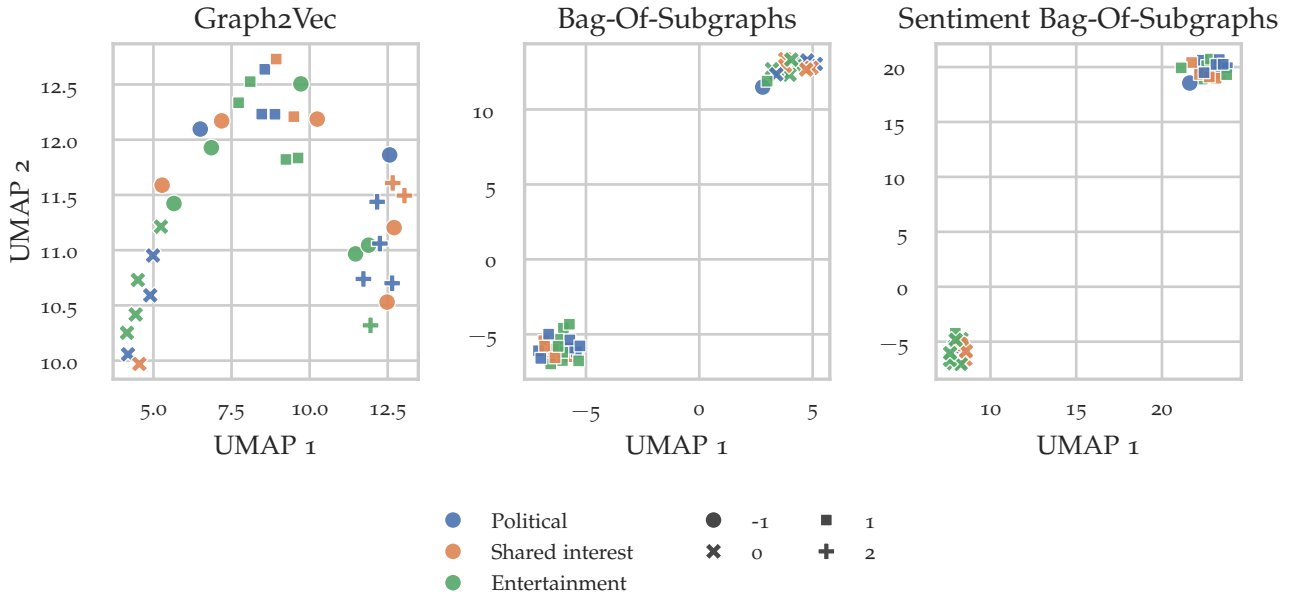 Graph2Vec
Bag-Of-Subgraphs
Sentiment Bag-Of-Subgraphs
UMAP 2
12.5
12.0
11.5
11.0
10.5
10.0
5.0 7.5 10.0 12.5
UMAP 1
10
5
0
−5
−5 0 5
UMAP 1
20
15
10
5
0
−5
10 15 20
UMAP 1
Political -1 1
Shared interest 0 2
Entertainment